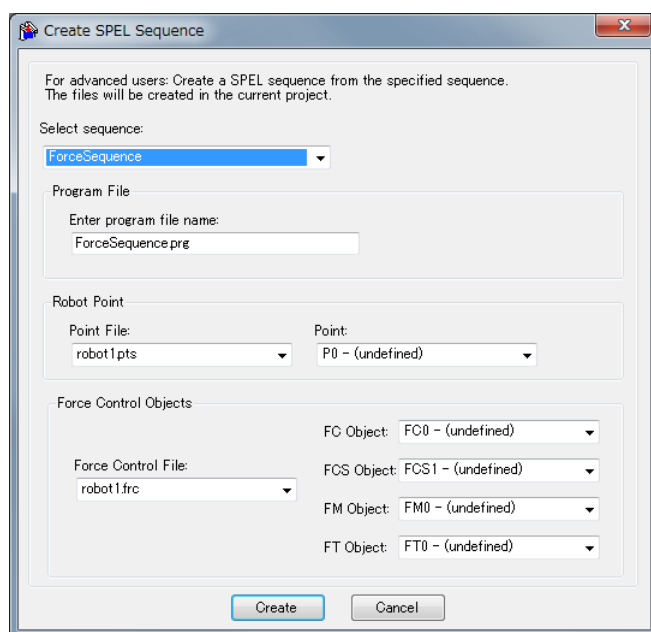 Create SPEL Sequence
For advanced users: Create a SPEL sequence from the specified sequence.
The files will be created in the current project.
Select sequence:
ForceSequence
Program File
Enter program file name:
ForceSequence.prg
Robot Point
Point File:
Point:
robot1.pts
P0 - (undefined)
Force Control Objects
FC Object:
FC0 - (undefined)
Force Control File:
robot1.frc
FCS Object:
FCS1 - (undefined)
FM Object:
FM0 - (undefined)
FT Object:
FT0 - (undefined)
Create
Cancel